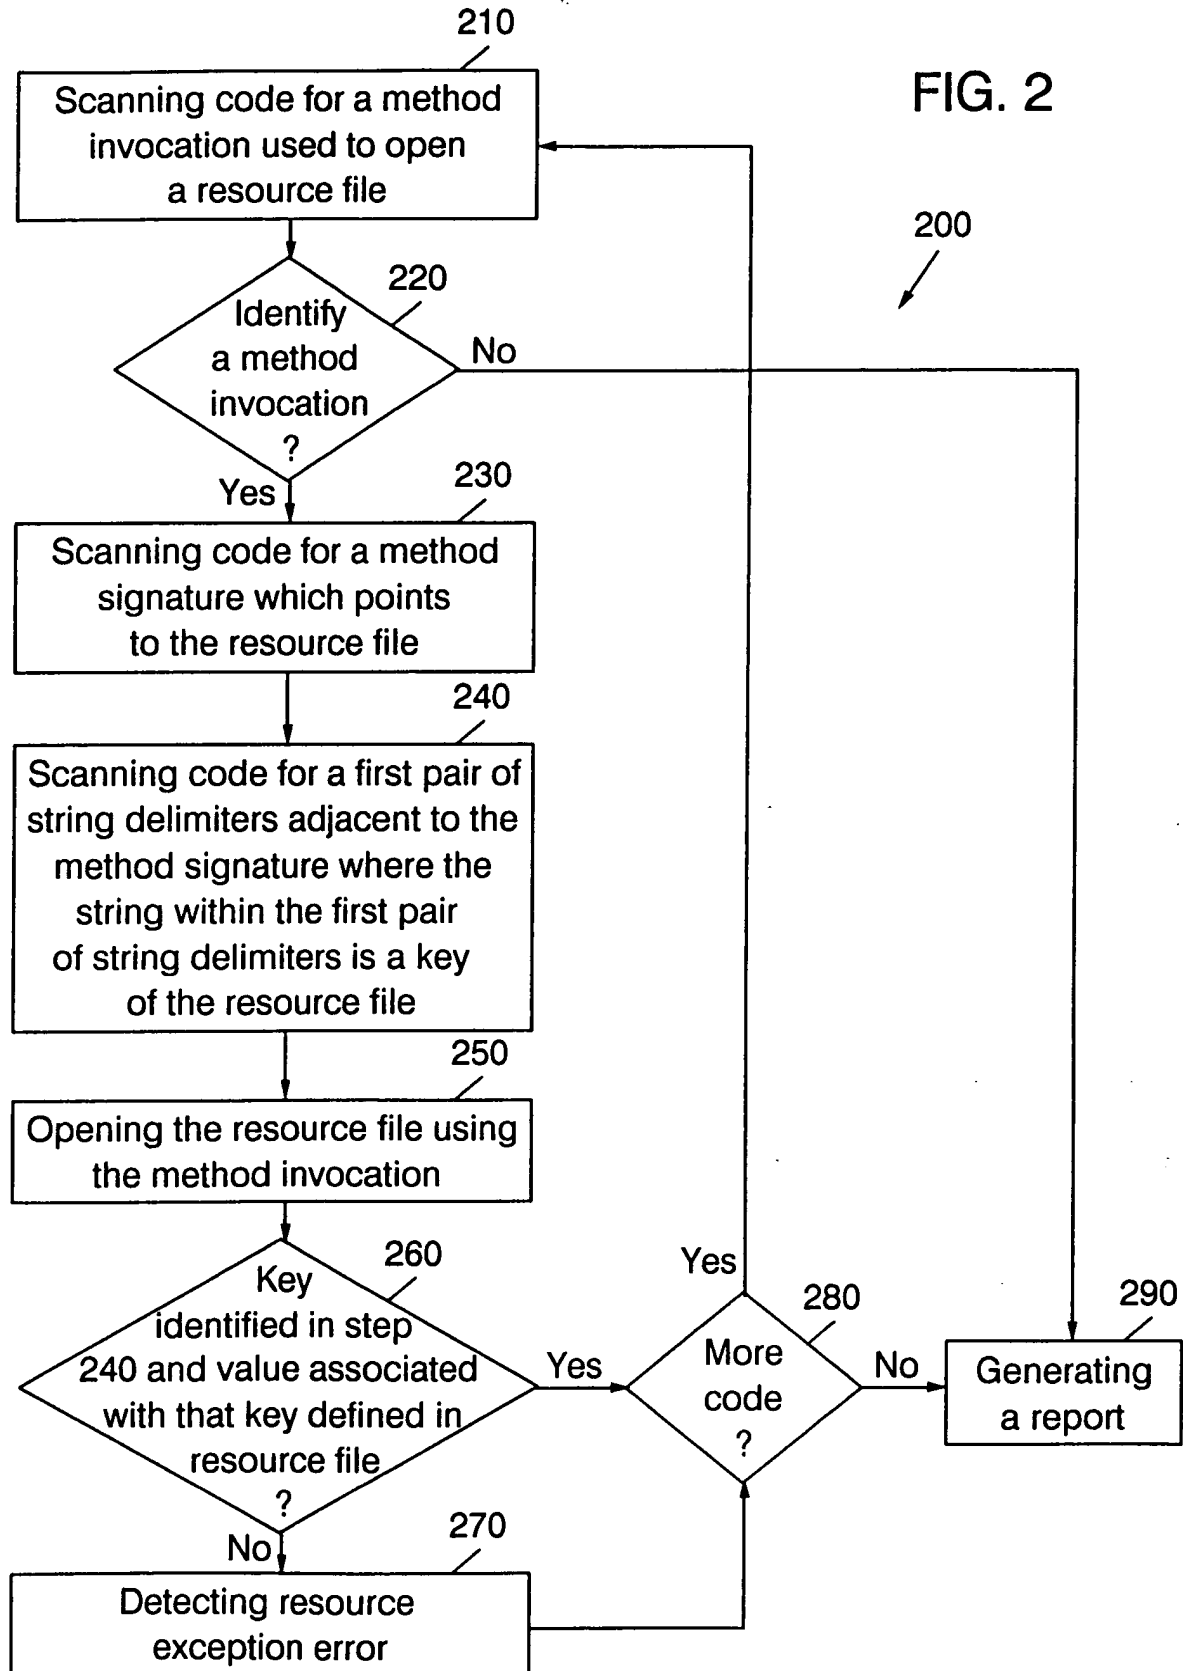 210
FIG. 2
Scanning code for a method
invocation used to open
a resource file
200
220
Identify
a method
invocation
?
No
Yes
230
Scanning code for a method
signature which points
to the resource file
240
Scanning code for a first pair of
string delimiters adjacent to the
method signature where the
string within the first pair
of string delimiters is a key
of the resource file
250
Opening the resource file using
the method invocation
260
Key
identified in step
240 and value associated
with that key defined in
resource file
?
Yes
No
Yes
280
More
code
?
No
290
Generating
a report
270
Detecting resource
exception error